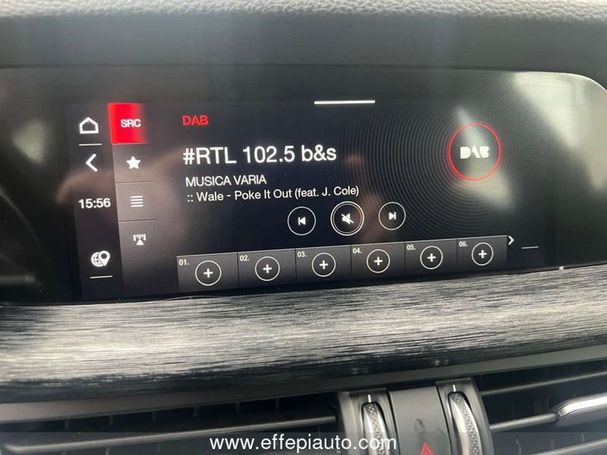 SRC
DAB
#RTL 102.5 b&s
DAB
MUSICA VARIA
:: Wale - Poke It Out (feat. J. Cole)
15:56
01. 02. 03. 04. 05. 06.
www.effepiauto.com